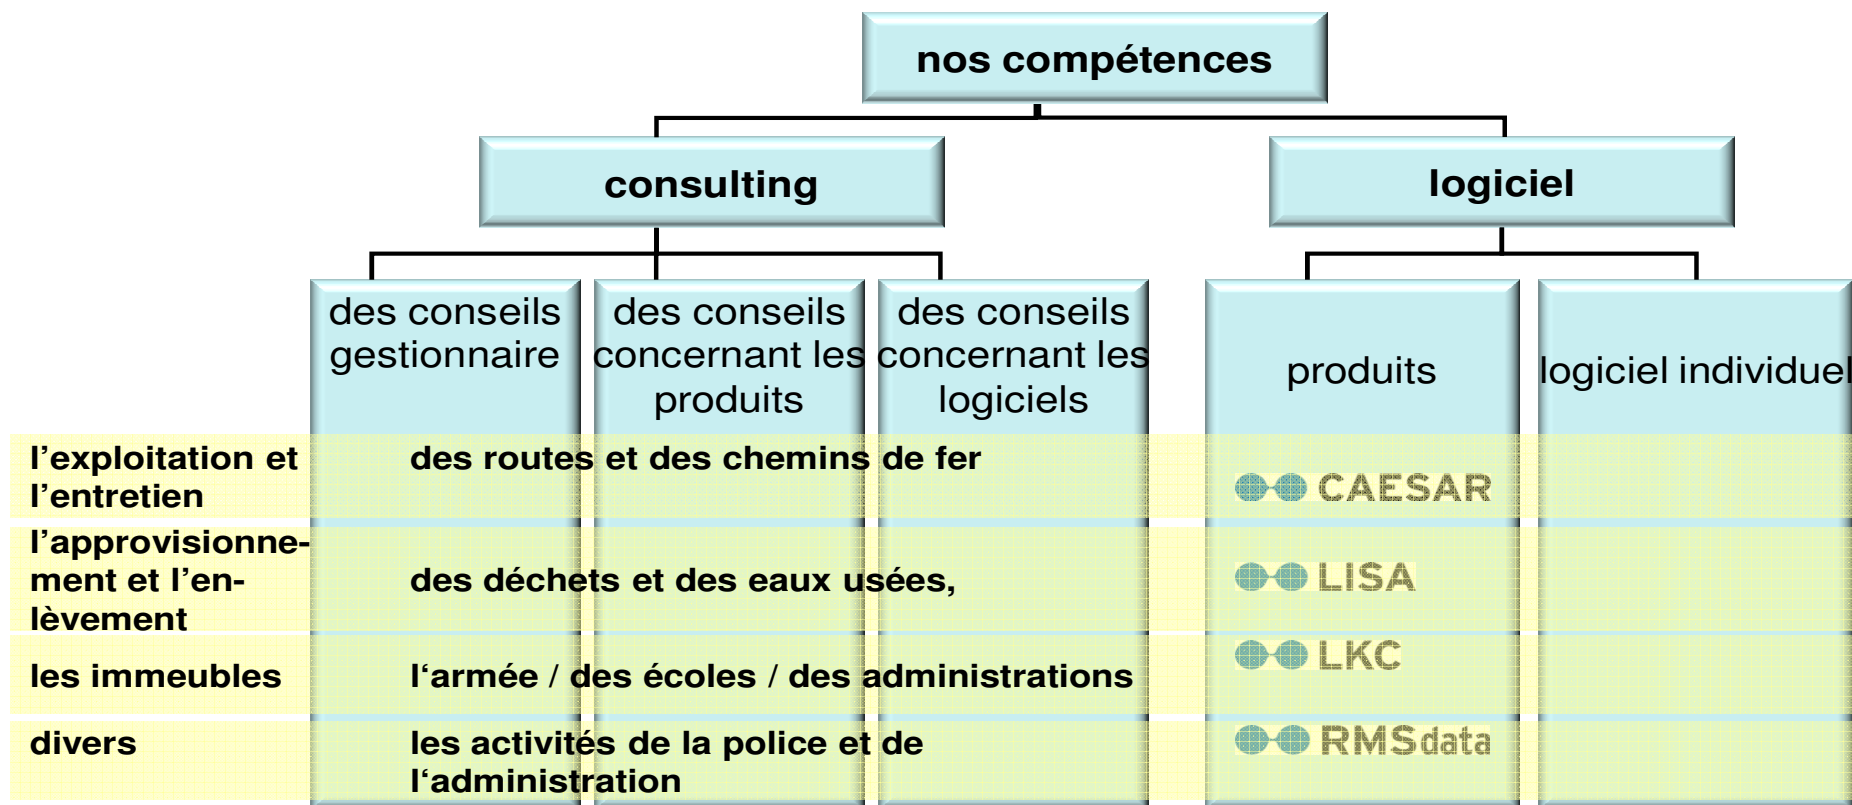 nos compétences
consulting
logiciel
des conseils
gestionnaire
des conseils
concernant les
produits
des conseils
concernant les
logiciels
produits
logiciel individuel
l’exploitation et
l’entretien
des routes et des chemins de fer
CAESAR
l’approvisionne-
ment et l’en-
lèvement
des déchets et des eaux usées,
LISA
les immeubles
l‘armée / des écoles / des administrations
LKC
divers
les activités de la police et de
l‘administration
RMSdata